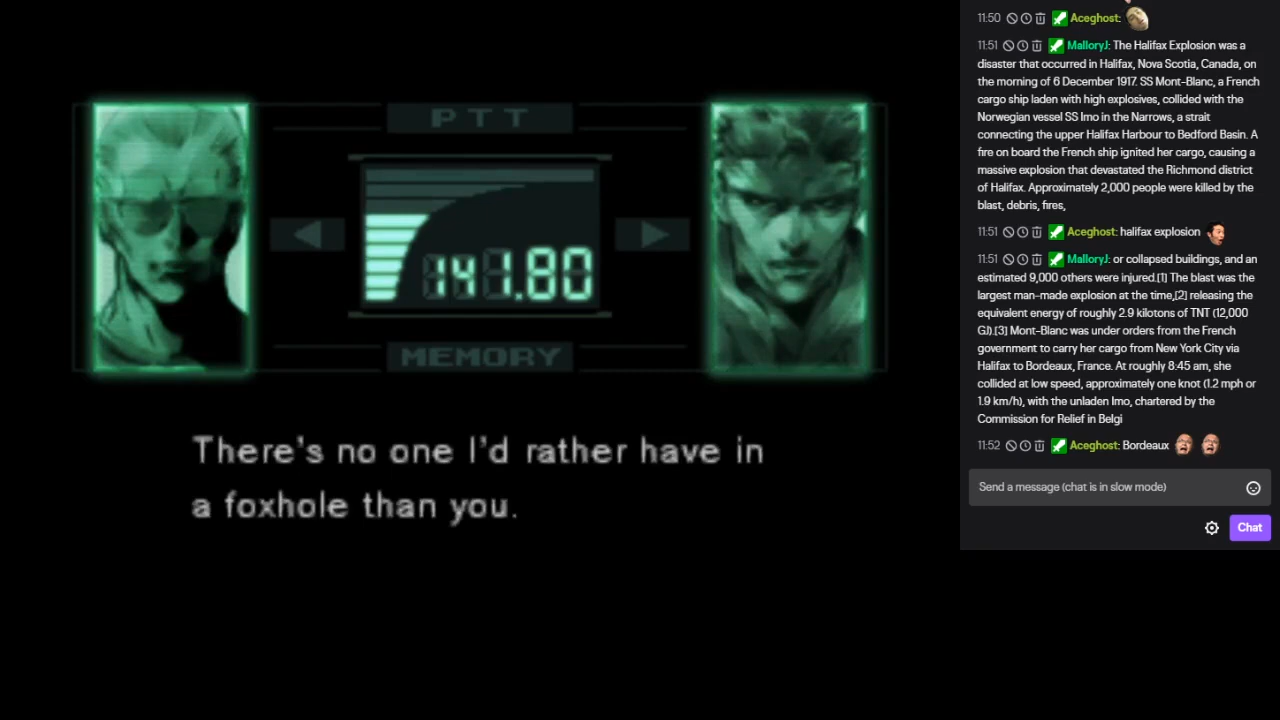 PTT
141.80
MEMORY
There's no one I'd rather have in
a foxhole than you.
11:50 Aceghost:
11:51 MalloryJ: The Halifax Explosion was a
disaster that occurred in Halifax, Nova Scotia, Canada, on
the morning of 6 December 1917. SS Mont-Blanc, a French
cargo ship laden with high explosives, collided with the
Norwegian vessel SS Imo in the Narrows, a strait
connecting the upper Halifax Harbour to Bedford Basin. A
fire on board the French ship ignited her cargo, causing a
massive explosion that devastated the Richmond district
of Halifax. Approximately 2,000 people were killed by the
blast, debris, fires,
11:51 Aceghost: halifax explosion
11:51 MalloryJ: or collapsed buildings, and an
estimated 9,000 others were injured.[1] The blast was the
largest man-made explosion at the time,[2] releasing the
equivalent energy of roughly 2.9 kilotons of TNT (12,000
GJ).[3] Mont-Blanc was under orders from the French
government to carry her cargo from New York City via
Halifax to Bordeaux, France. At roughly 8:45 am, she
collided at low speed, approximately one knot (1.2 mph or
1.9 km/h), with the unladen Imo, chartered by the
Commission for Relief in Belgi
11:52 Aceghost: Bordeaux
Send a message (chat is in slow mode)
Chat